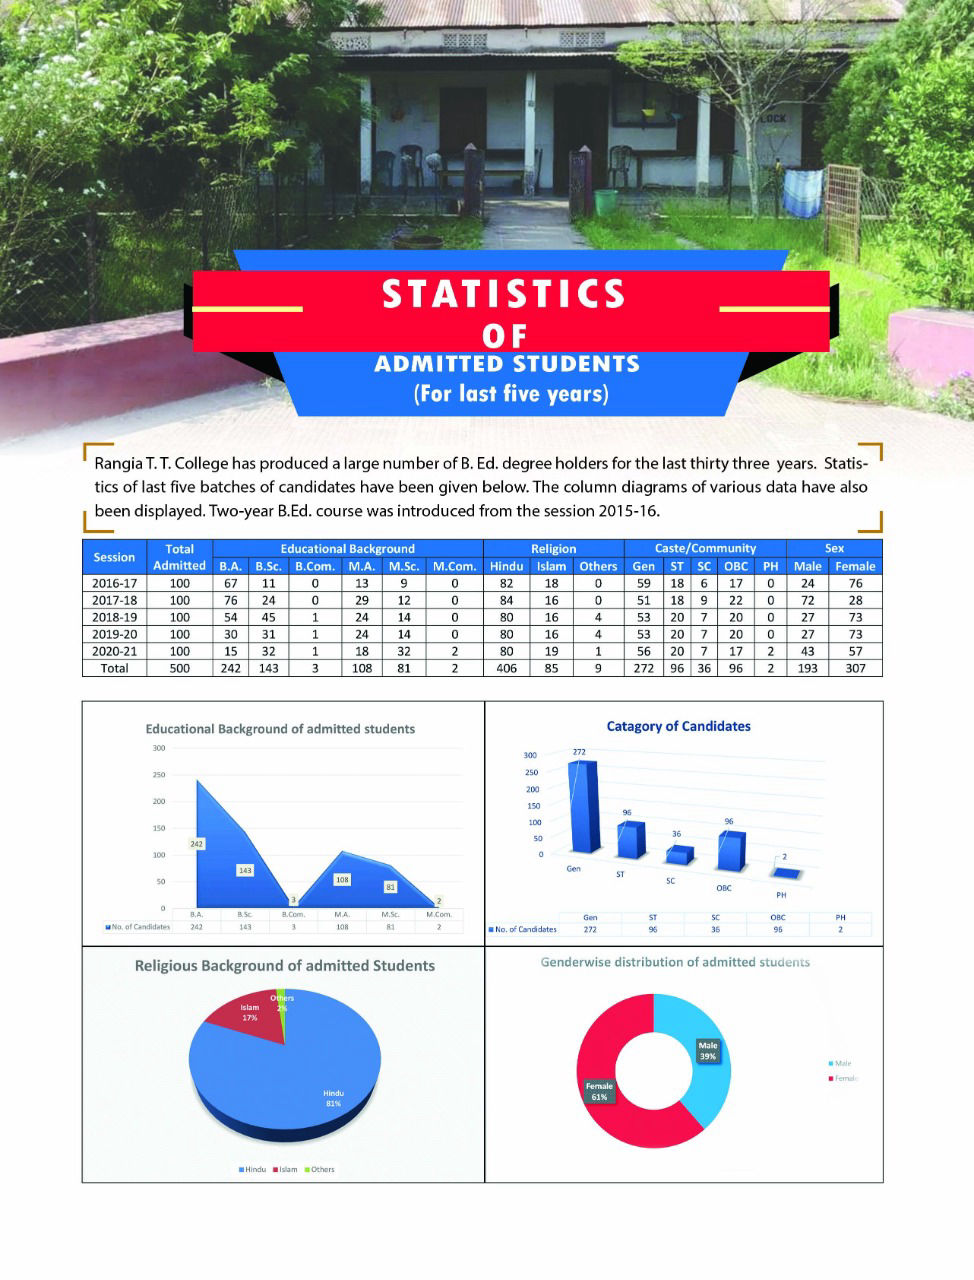 LOCK
STATISTICS
OF
ADMITTED STUDENTS
(For last five years)
Rangia T. T. College has produced a large number of B. Ed. degree holders for the last thirty three years. Statis-
tics of last five batches of candidates have been given below. The column diagrams of various data have also
been displayed. Two-year B.Ed. course was introduced from the session 2015-16.
Session Total Admitted Educational Background Religion Caste/Community Sex
B.A. B.Sc. B.Com. M.A. M.Sc. M.Com. Hindu Islam Others Gen ST SC OBC PH Male Female
2016-17 100 67 11 0 13 9 0 82 18 0 59 18 6 17 0 24 76
2017-18 100 76 24 0 29 12 0 84 16 0 51 18 9 22 0 72 28
2018-19 100 54 45 1 24 14 0 80 16 4 53 20 7 20 0 27 73
2019-20 100 30 31 1 24 14 0 80 16 4 53 20 7 20 0 27 73
2020-21 100 15 32 1 18 32 2 80 19 1 56 20 7 17 2 43 57
Total 500 242 143 3 108 81 2 406 85 9 272 96 36 96 2 193 307
Educational Background of admitted students
300
250
200
150
100
50
0
242
143
3
108
81
2
B.A. B.Sc. B.Com. M.A. M.Sc. M.Com.
No. of Candidates 242 143 3 108 81 2
Catagory of Candidates
300
250
200
150
100
50
0
272
96
36
96
2
Gen
ST
SC
OBC
PH
Gen ST SC OBC PH
No. of Candidates 272 96 36 96 2
Religious Background of admitted Students
Others
2%
Islam
17%
Hindu
81%
Hindu Islam Others
Genderwise distribution of admitted students
Male
39%
Female
61%
Male
Female